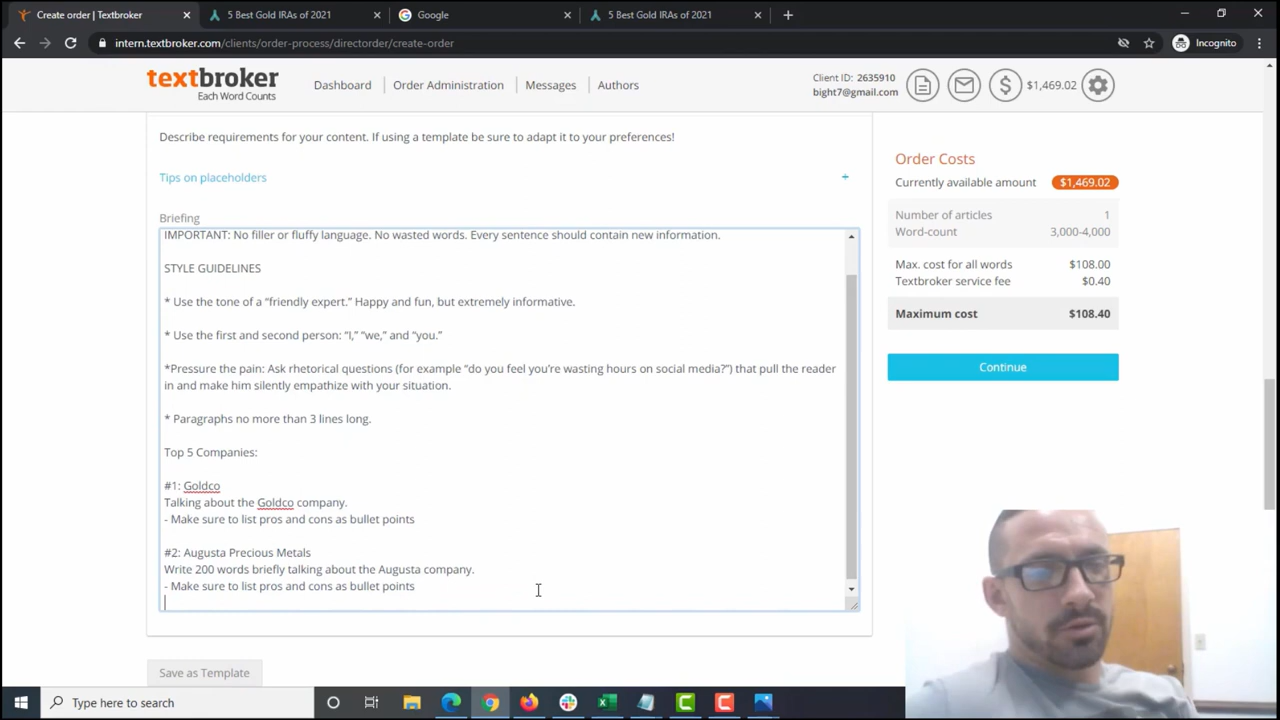 Create order | Textbroker
5 Best Gold IRAs of 2021
Google
5 Best Gold IRAs of 2021
intern.textbroker.com/clients/order-process/directorder/create-order
Incognito
textbroker
Each Word Counts
Dashboard
Order Administration
Messages
Authors
Client ID: 2635910
bight7@gmail.com
$1,469.02
Describe requirements for your content. If using a template be sure to adapt it to your preferences!
Tips on placeholders
+
Briefing
IMPORTANT: No filler or fluffy language. No wasted words. Every sentence should contain new information.
STYLE GUIDELINES
* Use the tone of a “friendly expert.” Happy and fun, but extremely informative.
* Use the first and second person: “I,” “we,” and “you.”
*Pressure the pain: Ask rhetorical questions (for example “do you feel you’re wasting hours on social media?”) that pull the reader
in and make him silently empathize with your situation.
* Paragraphs no more than 3 lines long.
Top 5 Companies:
#1: Goldco
Talking about the Goldco company.
- Make sure to list pros and cons as bullet points
#2: Augusta Precious Metals
Write 200 words briefly talking about the Augusta company.
- Make sure to list pros and cons as bullet points
Save as Template
Order Costs
Currently available amount $1,469.02
Number of articles 1
Word-count 3,000-4,000
Max. cost for all words $108.00
Textbroker service fee $0.40
Maximum cost $108.40
Continue
Type here to search